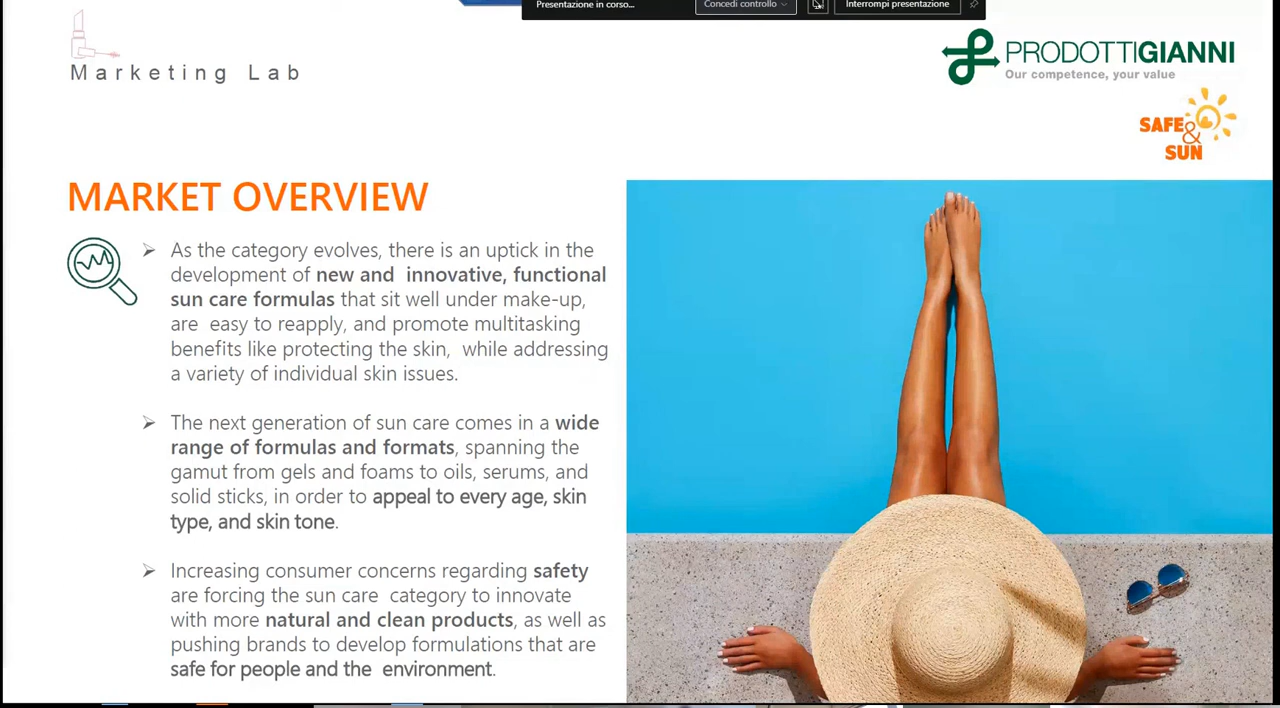 Presentazione in corso...
Concedi controllo
Interrompi presentazione
Marketing Lab
PRODOTTIGIANNI
Our competence, your value
SAFE
&
SUN
MARKET OVERVIEW
As the category evolves, there is an uptick in the
development of new and innovative, functional
sun care formulas that sit well under make-up,
are easy to reapply, and promote multitasking
benefits like protecting the skin, while addressing
a variety of individual skin issues.
The next generation of sun care comes in a wide
range of formulas and formats, spanning the
gamut from gels and foams to oils, serums, and
solid sticks, in order to appeal to every age, skin
type, and skin tone.
Increasing consumer concerns regarding safety
are forcing the sun care category to innovate
with more natural and clean products, as well as
pushing brands to develop formulations that are
safe for people and the environment.